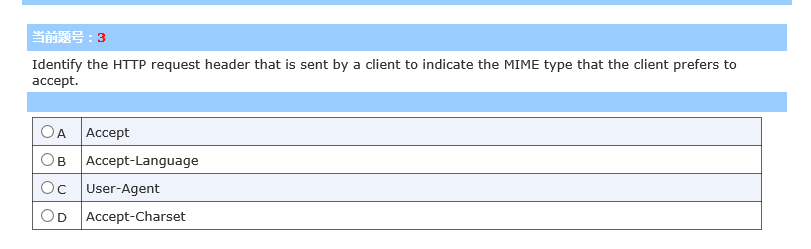 当前题号：3
Identify the HTTP request header that is sent by a client to indicate the MIME type that the client prefers to
accept.
A Accept
B Accept-Language
C User-Agent
D Accept-Charset